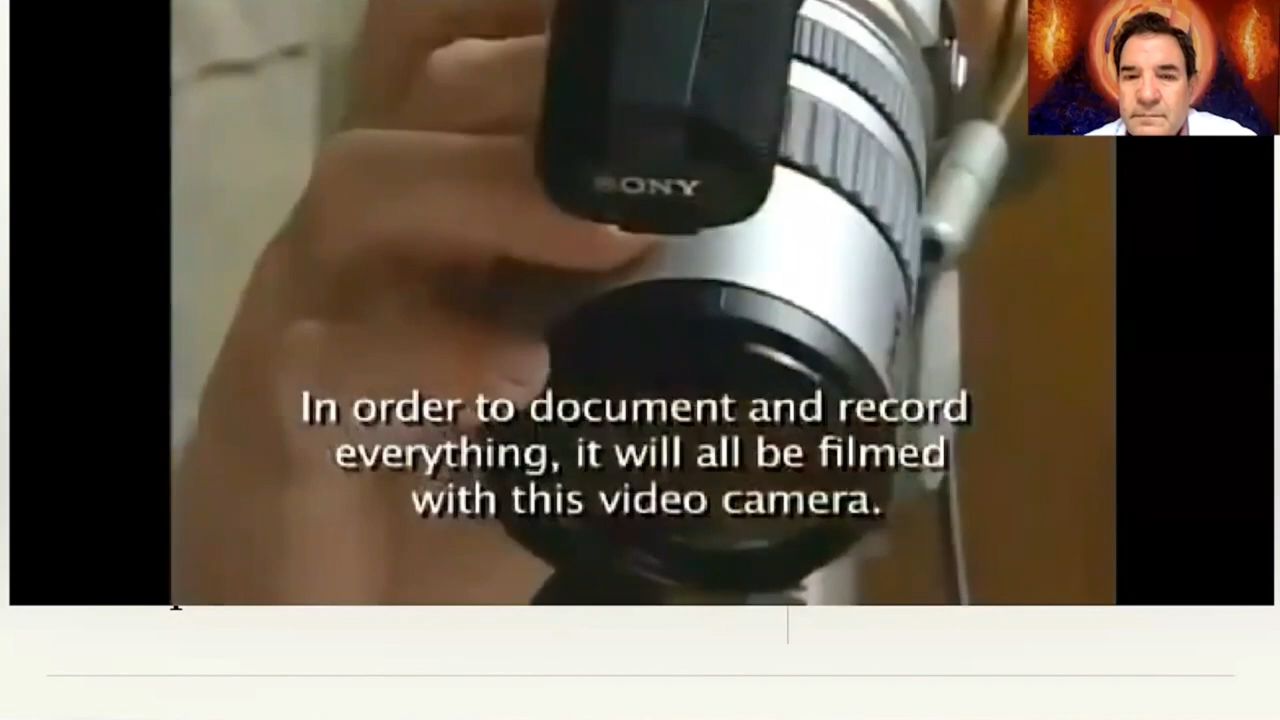 SONY
In order to document and record
everything, it will all be filmed
with this video camera.